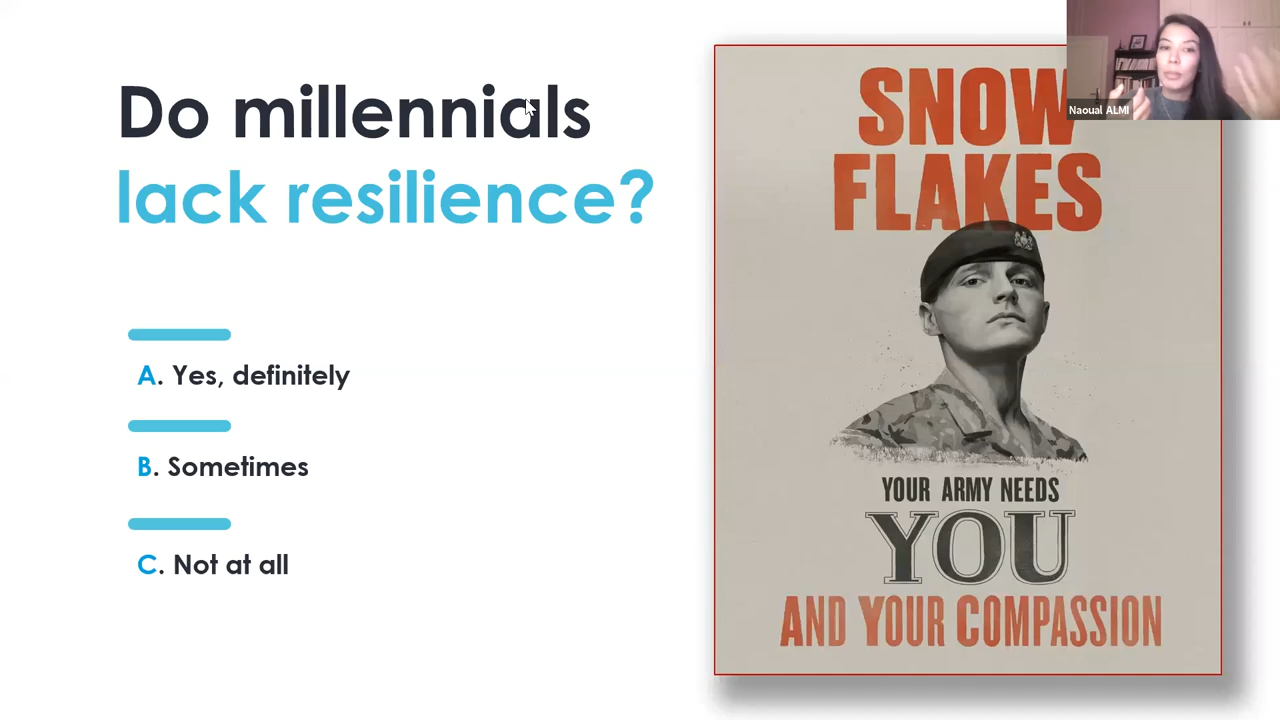 Do millennials
lack resilience?
A. Yes, definitely
B. Sometimes
C. Not at all
SNOW
FLAKES
YOUR ARMY NEEDS
YOU
AND YOUR COMPASSION
Naoual ALMI